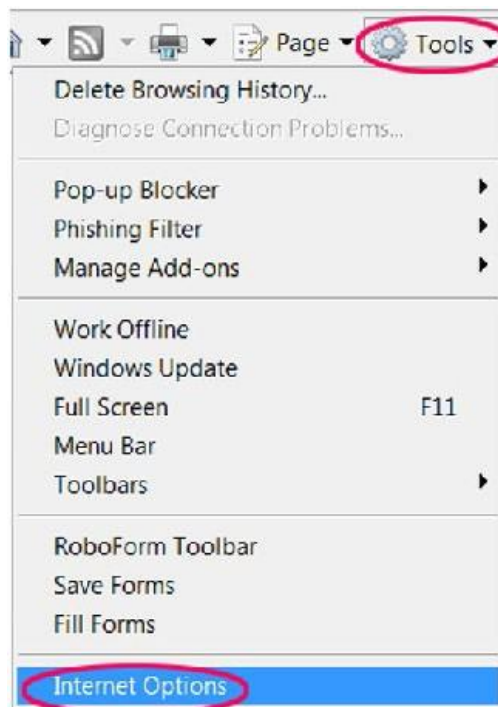 Page Tools
Delete Browsing History...
Diagnose Connection Problems...
Pop-up Blocker
Phishing Filter
Manage Add-ons
Work Offline
Windows Update
Full Screen F11
Menu Bar
Toolbars
RoboForm Toolbar
Save Forms
Fill Forms
Internet Options